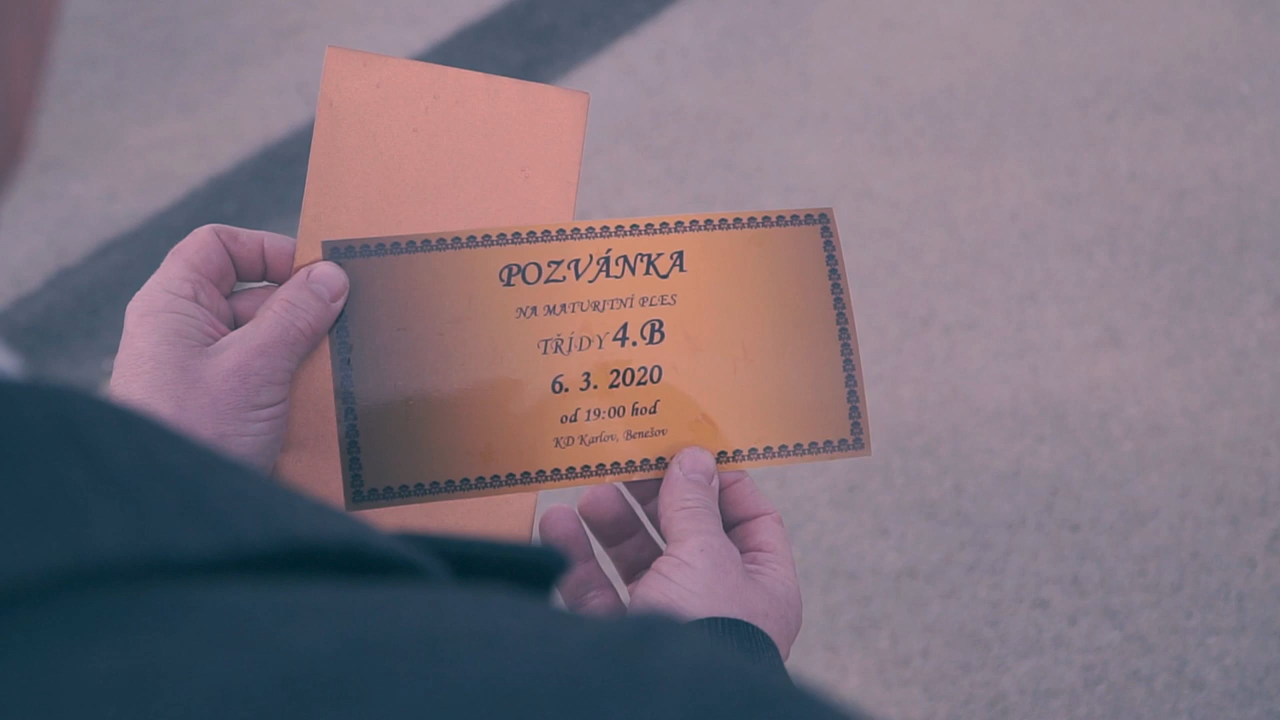 POZVÁNKA
NA MATURITNÍ PLES
TŘÍDY 4.B
6. 3. 2020
od 19:00 hod
KD Karlov, Benešov